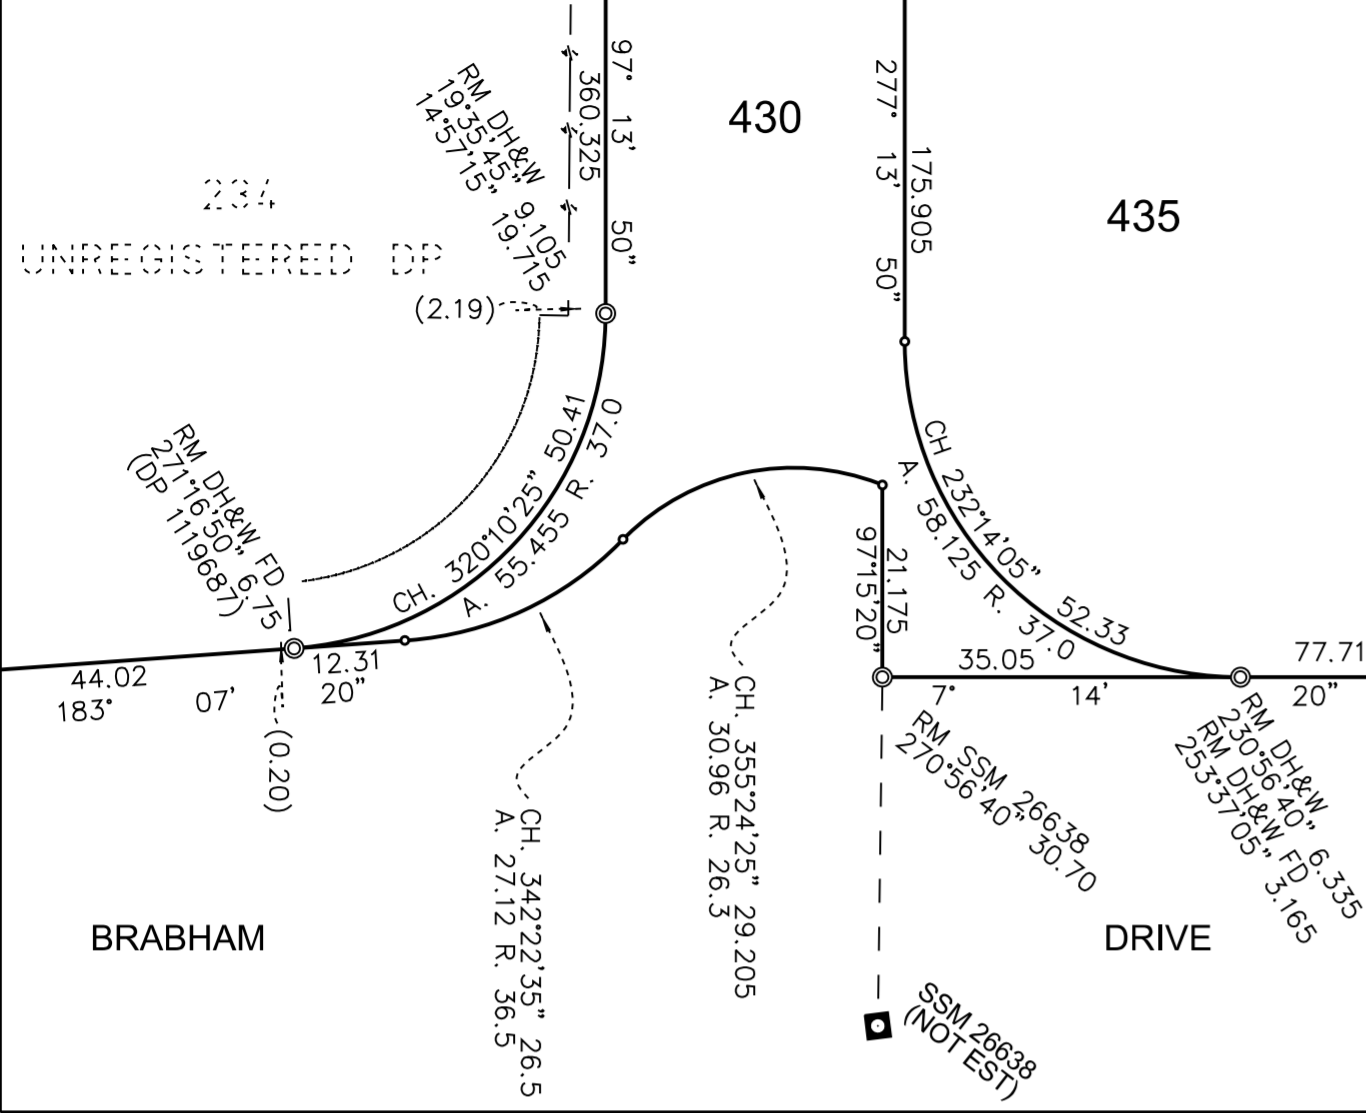 97° 13' 50"
360.325
RM DH&W
19°35'45" 9.105
14°57'15" 19.715
430
277° 13' 50"
175.905
435
234
UNREGISTERED DP
(2.19)
RM DH&W FD
271°16'50" 6.75
(DP 1119687)
CH. 320°10'25" 50.41
A. 55.455 R. 37.0
CH 232°14'05" 52.33
A. 58.125 R. 37.0
21.175
97°15'20"
44.02
183° 07' 20"
12.31
(0.20)
35.05
7° 14' 20"
77.71
CH. 355°24'25" 29.205
A. 30.96 R. 26.3
CH. 342°22'35" 26.5
A. 27.12 R. 36.5
RM SSM 26638
270°56'40" 30.70
RM DH&W
230°56'40" 6.335
RM DH&W FD
253°37'05" 3.165
BRABHAM
DRIVE
SSM 26638
(NOT EST)